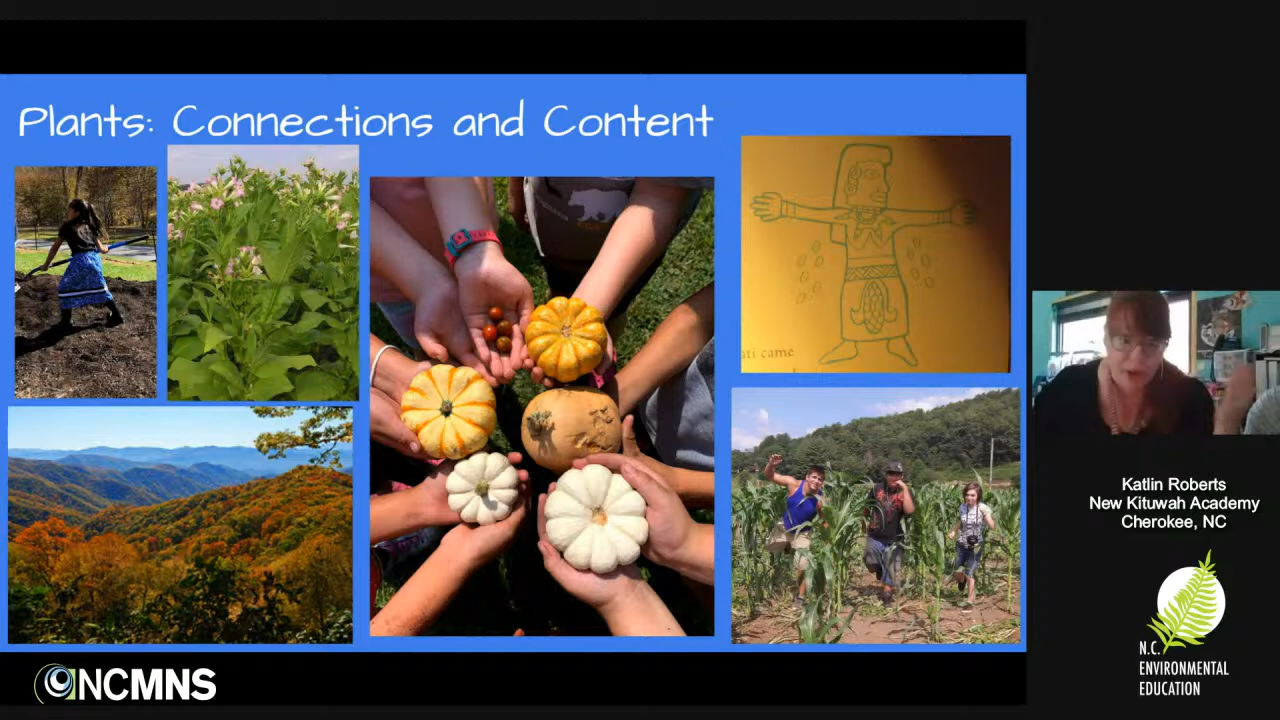 Plants: Connections and Content
ati came
Katlin Roberts
New Kituwah Academy
Cherokee, NC
N.C.
ENVIRONMENTAL
EDUCATION
NCMNS